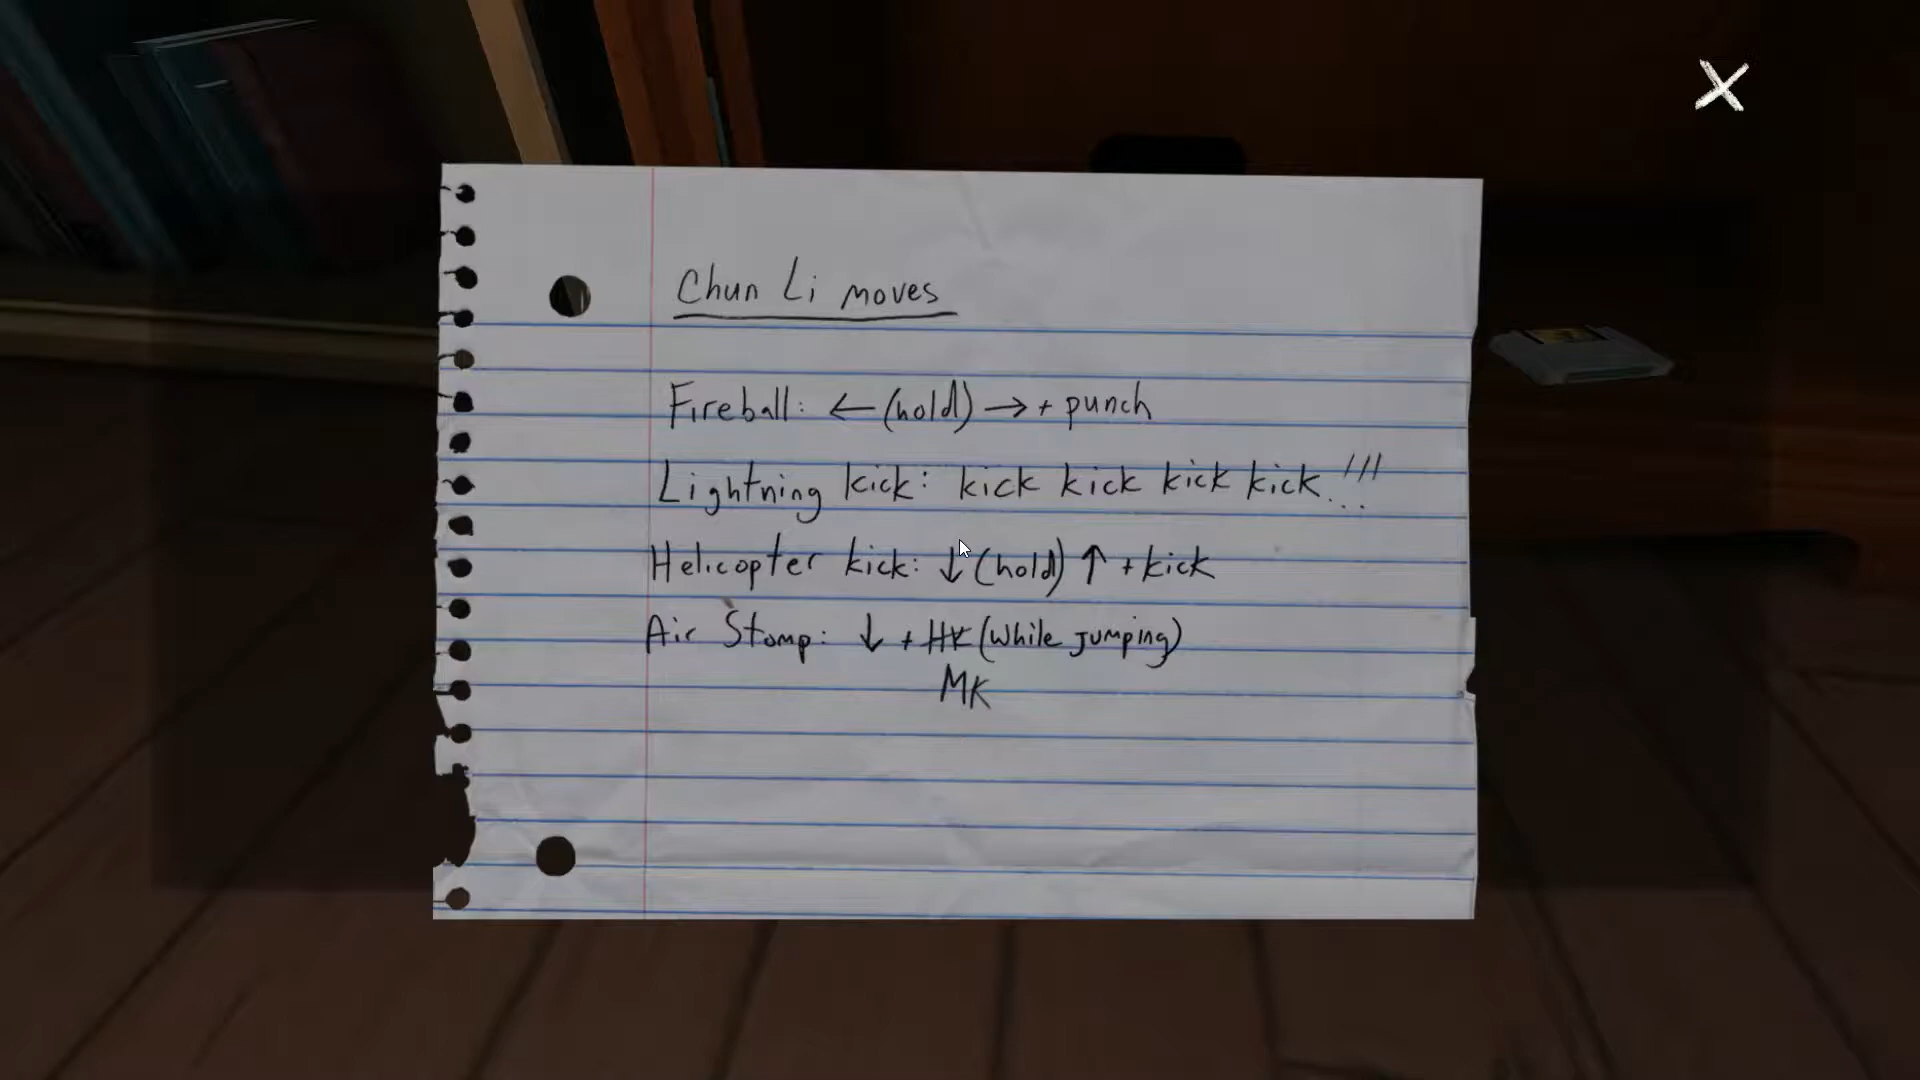 Chun Li moves
Fireball: ← (hold) → + punch
Lightning kick: kick kick kick kick!!!
Helicopter kick: ↓ (hold) ↑ + kick
Air Stomp: ↓ + HK (while jumping)
MK